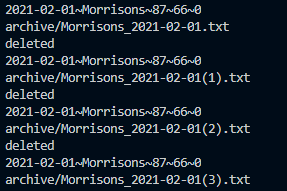 2021-02-01~Morrisons~87~66~0
archive/Morrisons_2021-02-01.txt
deleted
2021-02-01~Morrisons~87~66~0
archive/Morrisons_2021-02-01(1).txt
deleted
2021-02-01~Morrisons~87~66~0
archive/Morrisons_2021-02-01(2).txt
deleted
2021-02-01~Morrisons~87~66~0
archive/Morrisons_2021-02-01(3).txt